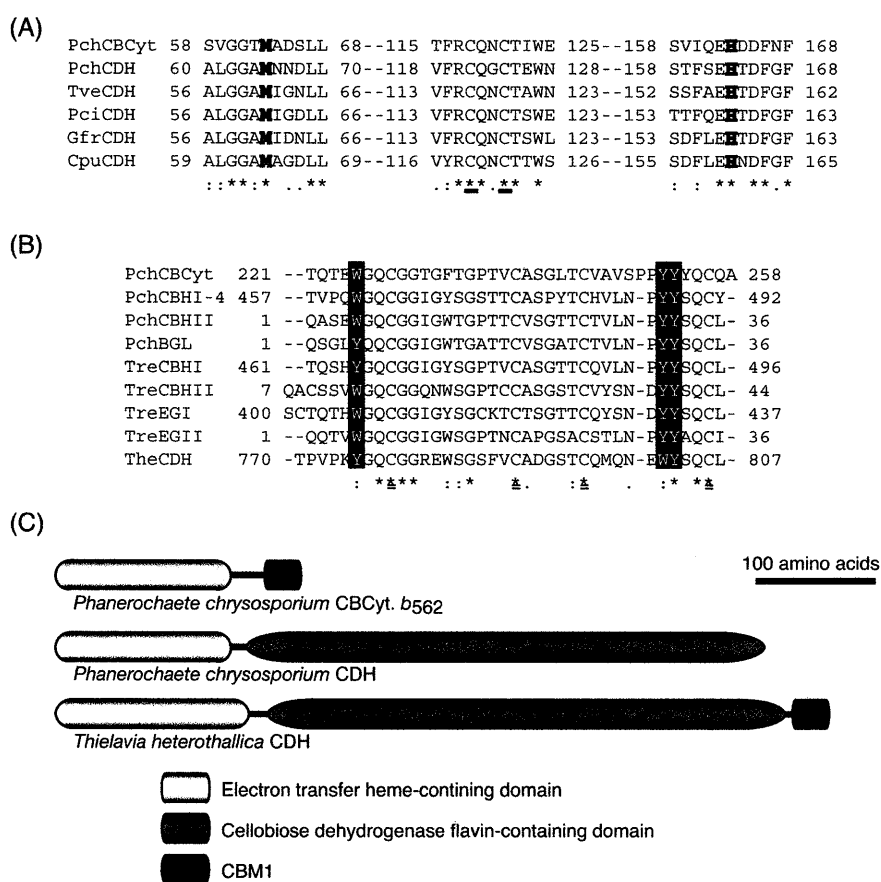 (A)
PchCBCyt 58 SVGGTMADSLL 68--115 TFRCQNCTIWE 125--158 SVIQEHDDFNF 168
PchCDH 60 ALGGAMNNDLL 70--118 VFRCQGCTEWN 128--158 STFSEHTDFGF 168
TveCDH 56 ALGGAMIGNLL 66--113 VFRCQNCTEWN 123--152 SSFAEHTDFGF 162
PciCDH 56 ALGGAMIGDLL 66--113 VFRCQNCTEWS 123--153 TTFQEHTDFGF 163
GfrCDH 56 ALGGAMIDNLL 66--113 VFRCQNCTSWL 123--153 SDFLEHTDFGF 163
CpuCDH 59 ALGGAMAGDLL 69--116 VYRCQNCTTWS 126--155 SDFLEHNDFGF 165
::**:* ..** .:***.** * : :** **.*
(B)
PchCBCyt 221 --TQTEWGQCGGTGFTGPTVCASGLTCVAVSPPYYYQCQA 258
PchCBHI-4 457 --TVPQWGQCGGIGYSGSTTCASPYTCHVLN-PYYSQCY- 492
PchCBHII 1 --QASEWGQCGGIGWTGPTTCVSGTTCTVLN-PYYSQCL- 36
PchBGL 1 --QSGLYQQCGGIGWTGATTCVSGATCTVLN-PYYSQCL- 36
TreCBHI 461 --TQSHYGQCGGIGYSGPTVCASGTTCQVLN-PYYSQCL- 496
TreCBHII 7 QACSSVWGQCGGQNWSGPTCCASGSTCVYSN-DYYSQCL- 44
TreEGI 400 SCTQTHWGQCGGIGYSGCKTCTSGTTCQYSN-DYYSQCL- 437
TreEGII 1 --QQTVWGQCGGIGWSGPTNCAPGSACSTLN-PYYAQCI- 36
TheCDH 770 -TPVPKYGQCGGREWSGSFVCADGSTCQMQN-EWYSQCL- 807
: **** ::* * :* . :* **
(C)
100 amino acids
Phanerochaete chrysosporium CBCyt. b562
Phanerochaete chrysosporium CDH
Thielavia heterothallica CDH
Electron transfer heme-contining domain
Cellobiose dehydrogenase flavin-containing domain
CBM1